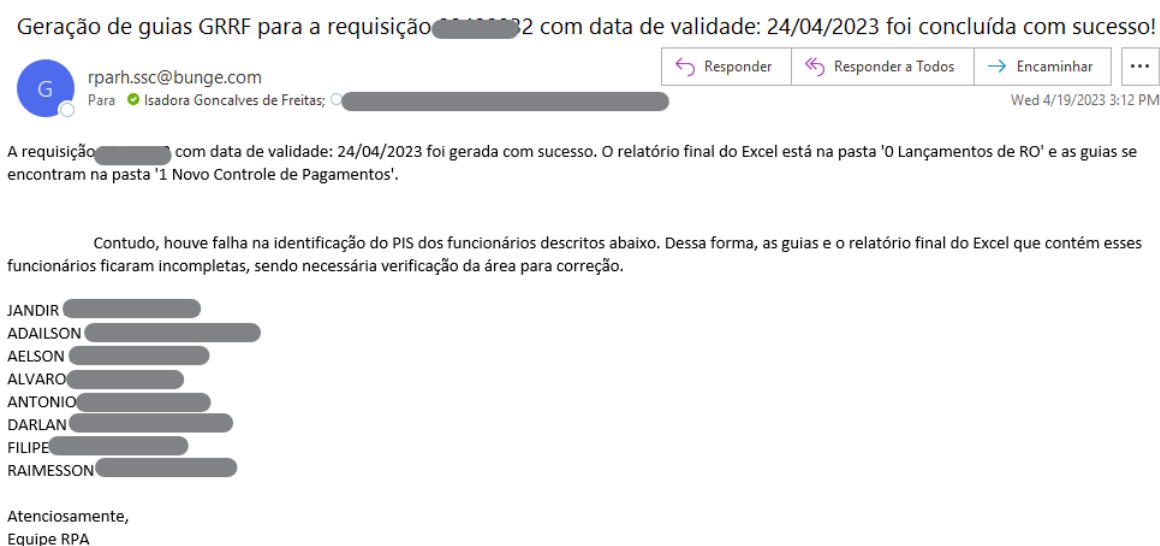 Geração de guias GRRF para a requisição 2 com data de validade: 24/04/2023 foi concluída com sucesso!
G
rparh.ssc@bunge.com
Para Isadora Goncalves de Freitas;
Responder
Responder a Todos
Encaminhar
...
Wed 4/19/2023 3:12 PM
A requisição com data de validade: 24/04/2023 foi gerada com sucesso. O relatório final do Excel está na pasta '0 Lançamentos de RO' e as guias se
encontram na pasta '1 Novo Controle de Pagamentos'.
Contudo, houve falha na identificação do PIS dos funcionários descritos abaixo. Dessa forma, as guias e o relatório final do Excel que contém esses
funcionários ficaram incompletas, sendo necessária verificação da área para correção.
JANDIR
ADAILSON
AELSON
ALVARO
ANTONIO
DARLAN
FILIPE
RAIMESSON
Atenciosamente,
Equipe RPA